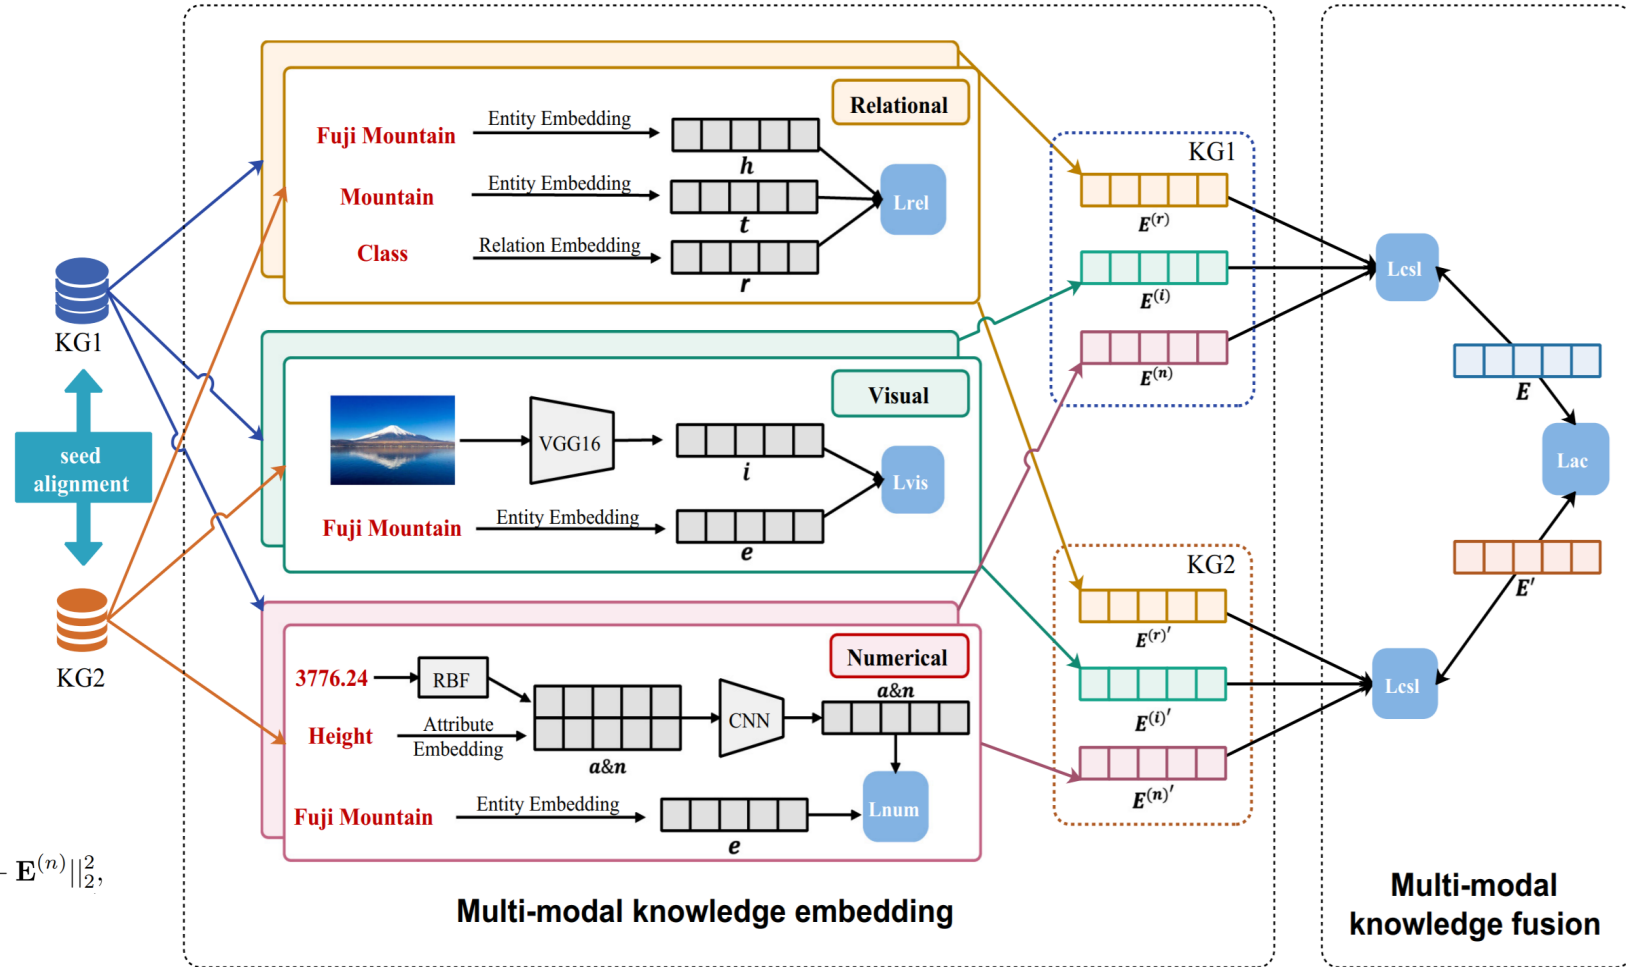 KG1
seed
alignment
KG2
Relational
Fuji Mountain
Entity Embedding
h
Mountain
Entity Embedding
t
Class
Relation Embedding
r
Lrel
Visual
VGG16
i
Fuji Mountain
Entity Embedding
e
Lvis
Numerical
3776.24
RBF
Height
Attribute
Embedding
a&n
CNN
a&n
Fuji Mountain
Entity Embedding
e
Lnum
Multi-modal knowledge embedding
KG1
E^(r)
E^(i)
E^(n)
KG2
E^(r)′
E^(i)′
E^(n)′
Lcsl
Lcsl
E
Lac
E′
Multi-modal
knowledge fusion
- E^(n)||₂²,